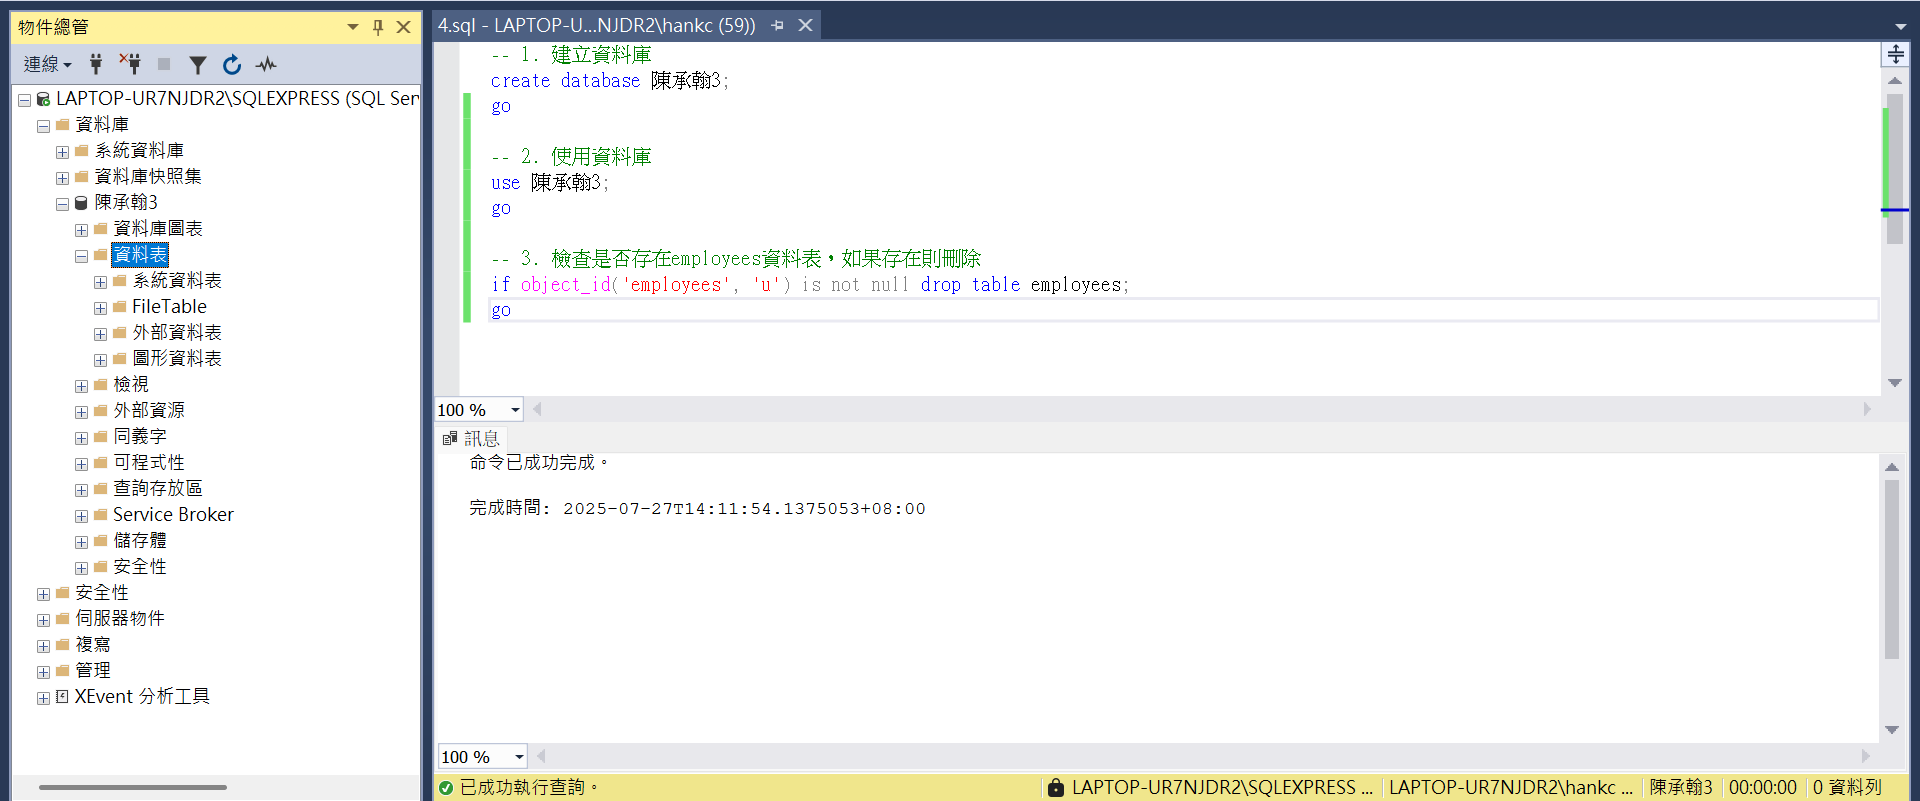 物件總管
連線
LAPTOP-UR7NJDR2\SQLEXPRESS (SQL Ser
資料庫
系統資料庫
資料庫快照集
陳承翰3
資料庫圖表
資料表
系統資料表
FileTable
外部資料表
圖形資料表
檢視
外部資源
同義字
可程式性
查詢存放區
Service Broker
儲存體
安全性
安全性
伺服器物件
複寫
管理
XEvent 分析工具
4.sql - LAPTOP-U...NJDR2\hankc (59))
-- 1. 建立資料庫
create database 陳承翰3;
go
-- 2. 使用資料庫
use 陳承翰3;
go
-- 3. 檢查是否存在employees資料表，如果存在則刪除
if object_id('employees', 'u') is not null drop table employees;
go
100 %
訊息
命令已成功完成。
完成時間: 2025-07-27T14:11:54.1375053+08:00
100 %
已成功執行查詢。
LAPTOP-UR7NJDR2\SQLEXPRESS ...
LAPTOP-UR7NJDR2\hankc ...
陳承翰3
00:00:00
0 資料列